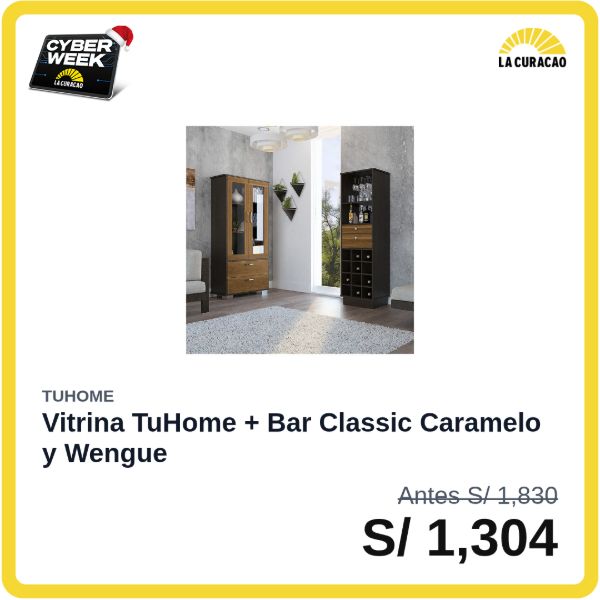 CYBER
WEEK
LA CURACAO
LA CURACAO
TUHOME
Vitrina TuHome + Bar Classic Caramelo
y Wengue
Antes S/ 1,830
S/ 1,304